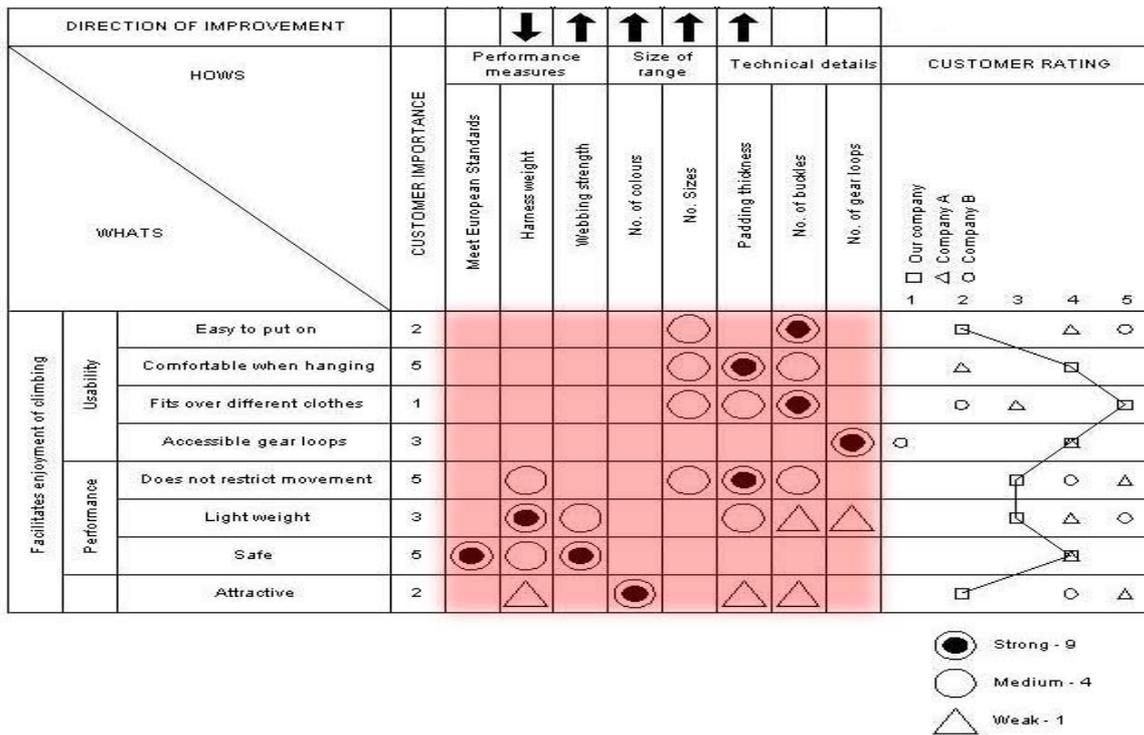 DIRECTION OF IMPROVEMENT
HOWS
WHATS
CUSTOMER IMPORTANCE
Performance
measures
Size of
range
Technical details
CUSTOMER RATING
Meet European Standards
Harness weight
Webbing strength
No. of colours
No. Sizes
Padding thickness
No. of buckles
No. of gear loops
Our company
Company A
Company B
1 2 3 4 5
Facilitates enjoyment of climbing
Usability
Easy to put on 2
Comfortable when hanging 5
Fits over different clothes 1
Accessible gear loops 3
Performance
Does not restrict movement 5
Light weight 3
Safe 5
Attractive 2
Strong - 9
Medium - 4
Weak - 1